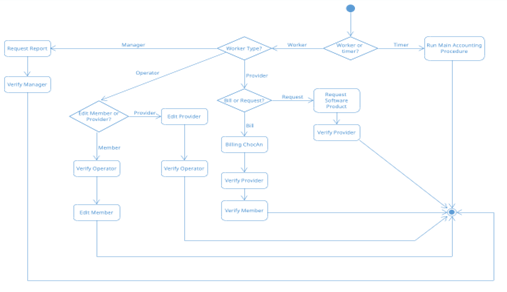 Request Report
Manager
Worker Type?
Worker
Worker or
timer?
Timer
Run Main Accounting
Procedure
Verify Manager
Operator
Provider
Edit Member or
Provider?
Provider
Edit Provider
Bill or Request?
Request
Request
Software
Product
Bill
Verify Provider
Member
Billing ChocAn
Verify Operator
Verify Operator
Verify Provider
Edit Member
Verify Member